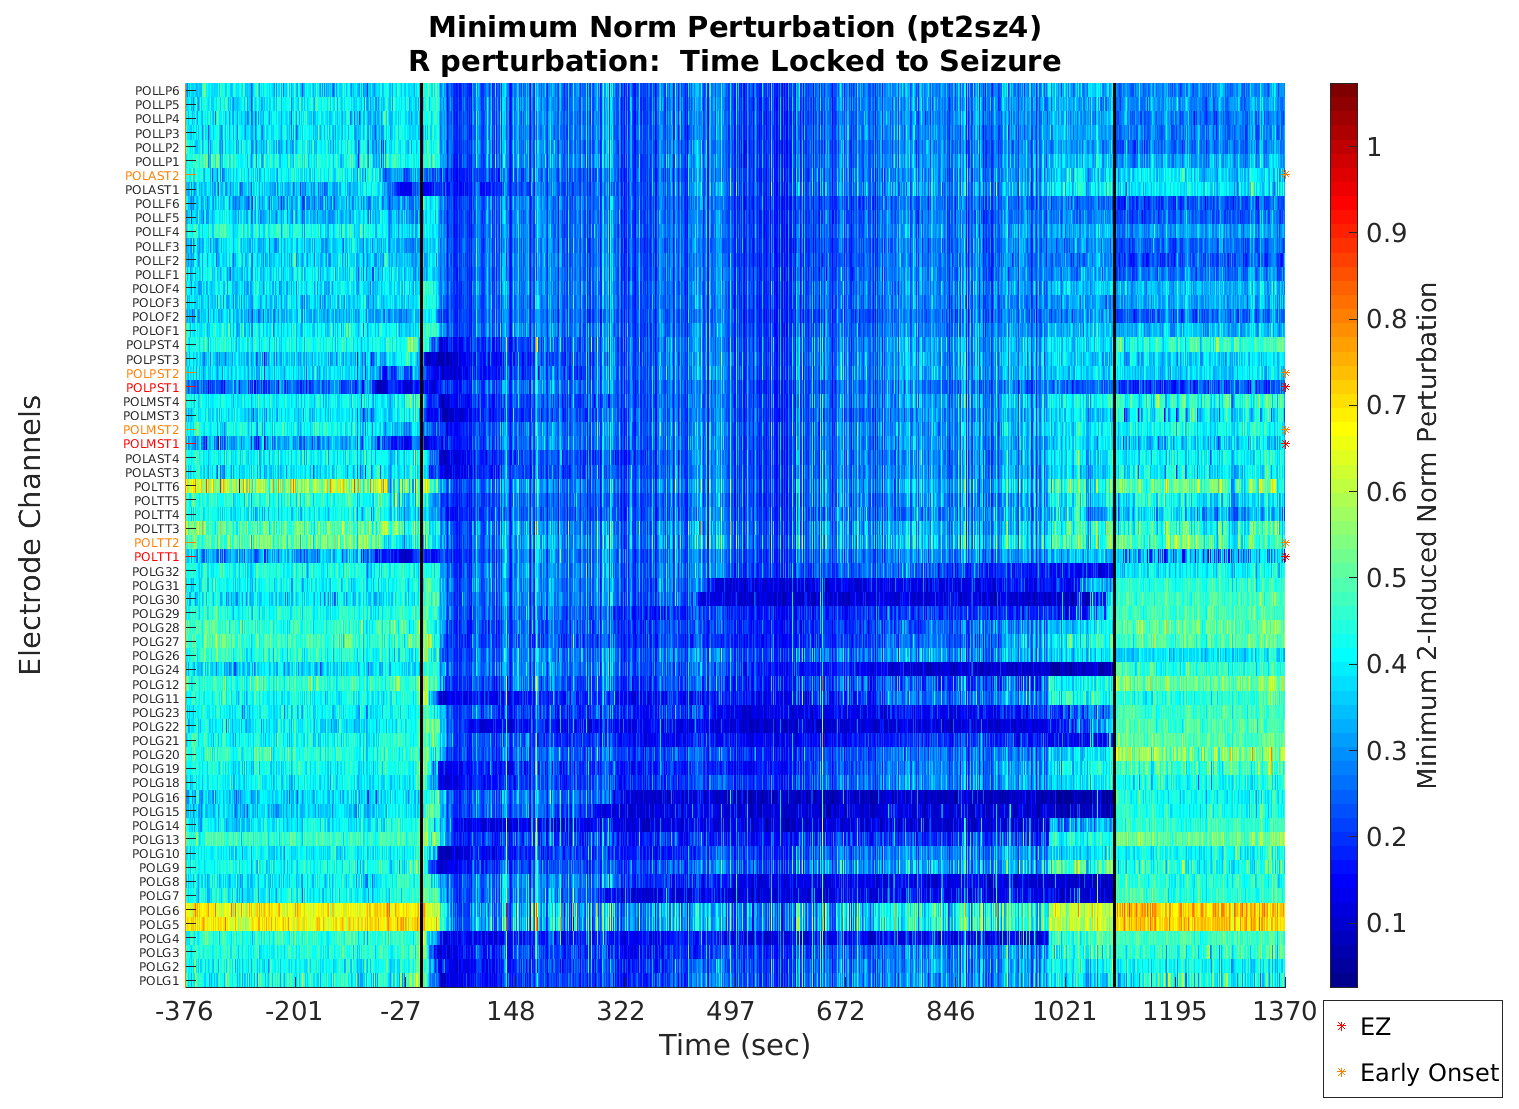 Minimum Norm Perturbation (pt2sz4)
R perturbation:  Time Locked to Seizure
Electrode Channels
POLLP6
POLLP5
POLLP4
POLLP3
POLLP2
POLLP1
POLAST2
POLAST1
POLLF6
POLLF5
POLLF4
POLLF3
POLLF2
POLLF1
POLOF4
POLOF3
POLOF2
POLOF1
POLPST4
POLPST3
POLPST2
POLPST1
POLMST4
POLMST3
POLMST2
POLMST1
POLAST4
POLAST3
POLTT6
POLTT5
POLTT4
POLTT3
POLTT2
POLTT1
POLG32
POLG31
POLG30
POLG29
POLG28
POLG27
POLG26
POLG24
POLG12
POLG11
POLG23
POLG22
POLG21
POLG20
POLG19
POLG18
POLG16
POLG15
POLG14
POLG13
POLG10
POLG9
POLG8
POLG7
POLG6
POLG5
POLG4
POLG3
POLG2
POLG1
-376 -201 -27 148 322 497 672 846 1021 1195 1370
Time (sec)
1
0.9
0.8
0.7
0.6
0.5
0.4
0.3
0.2
0.1
Minimum 2-Induced Norm Perturbation
EZ
Early Onset